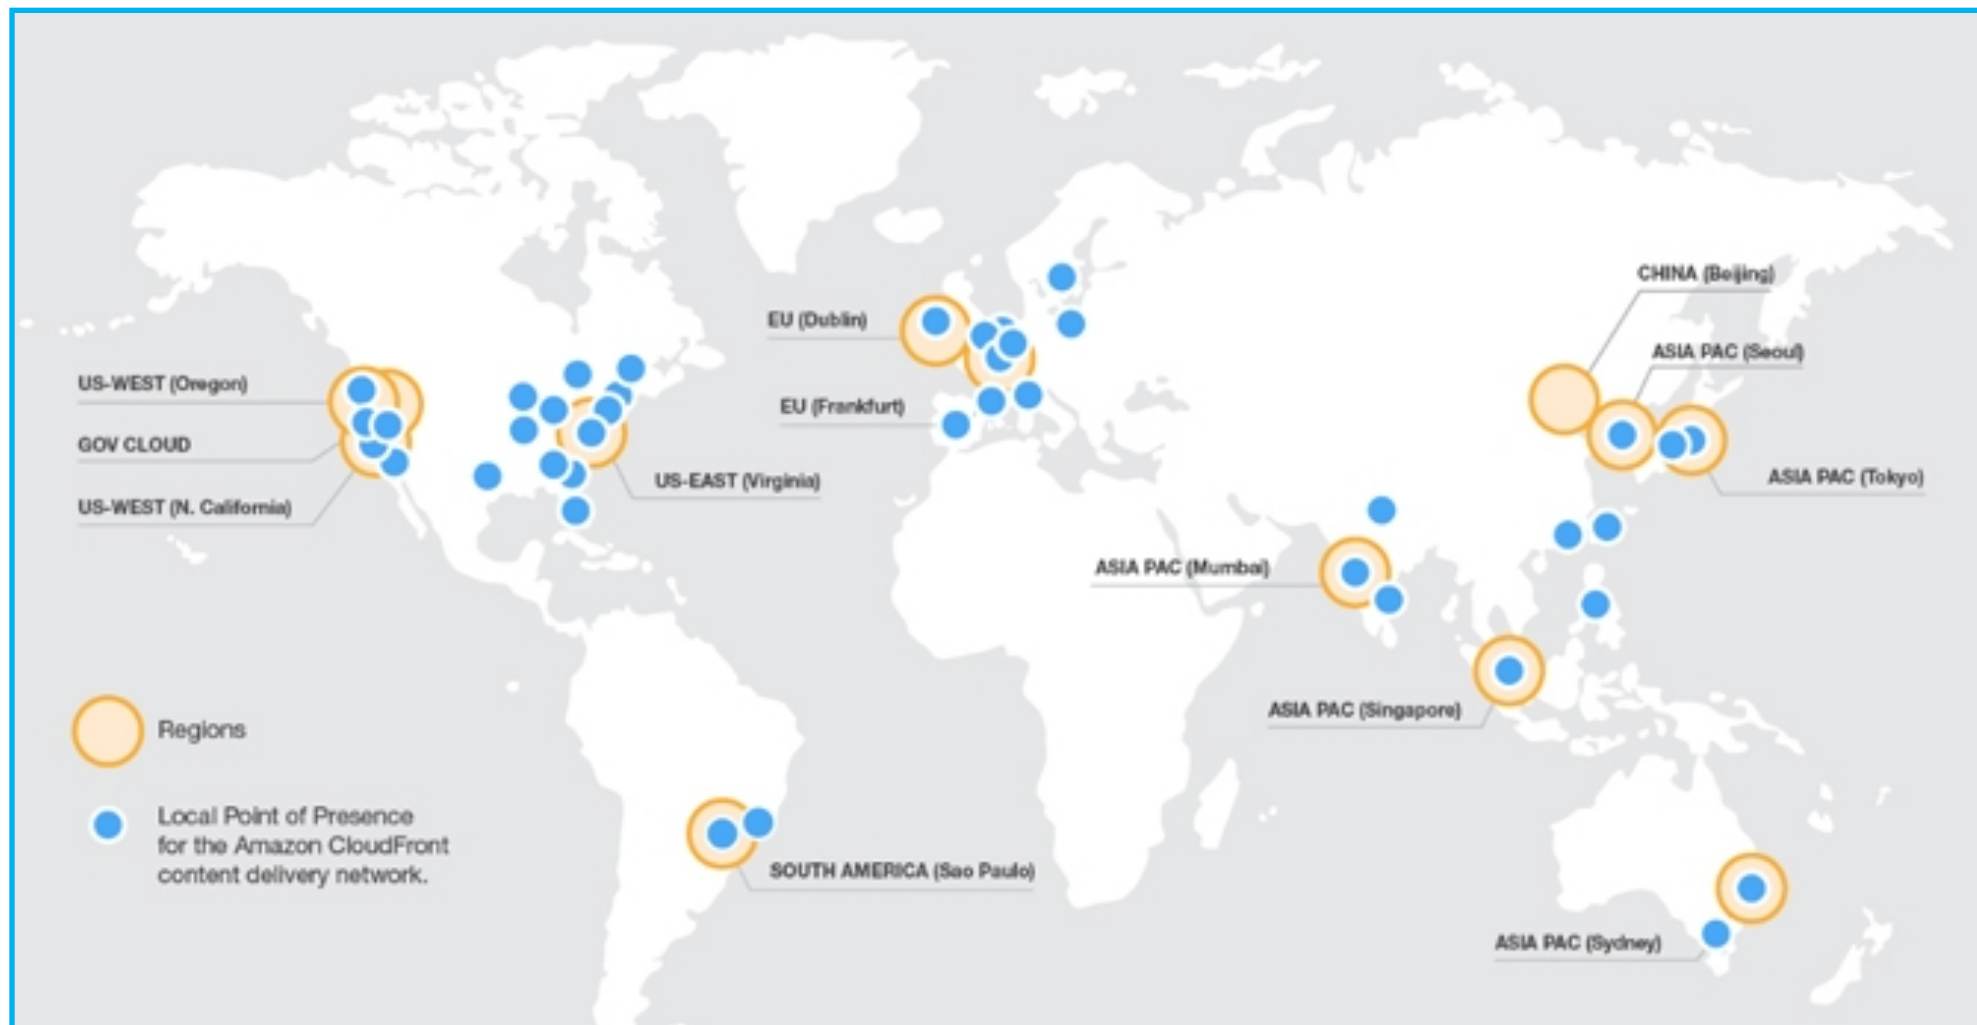 CHINA (Beijing)
EU (Dublin)
ASIA PAC (Seoul)
US-WEST (Oregon)
EU (Frankfurt)
GOV CLOUD
US-EAST (Virginia)
ASIA PAC (Tokyo)
US-WEST (N. California)
ASIA PAC (Mumbai)
ASIA PAC (Singapore)
Regions
Local Point of Presence
for the Amazon CloudFront
content delivery network.
SOUTH AMERICA (Sao Paulo)
ASIA PAC (Sydney)